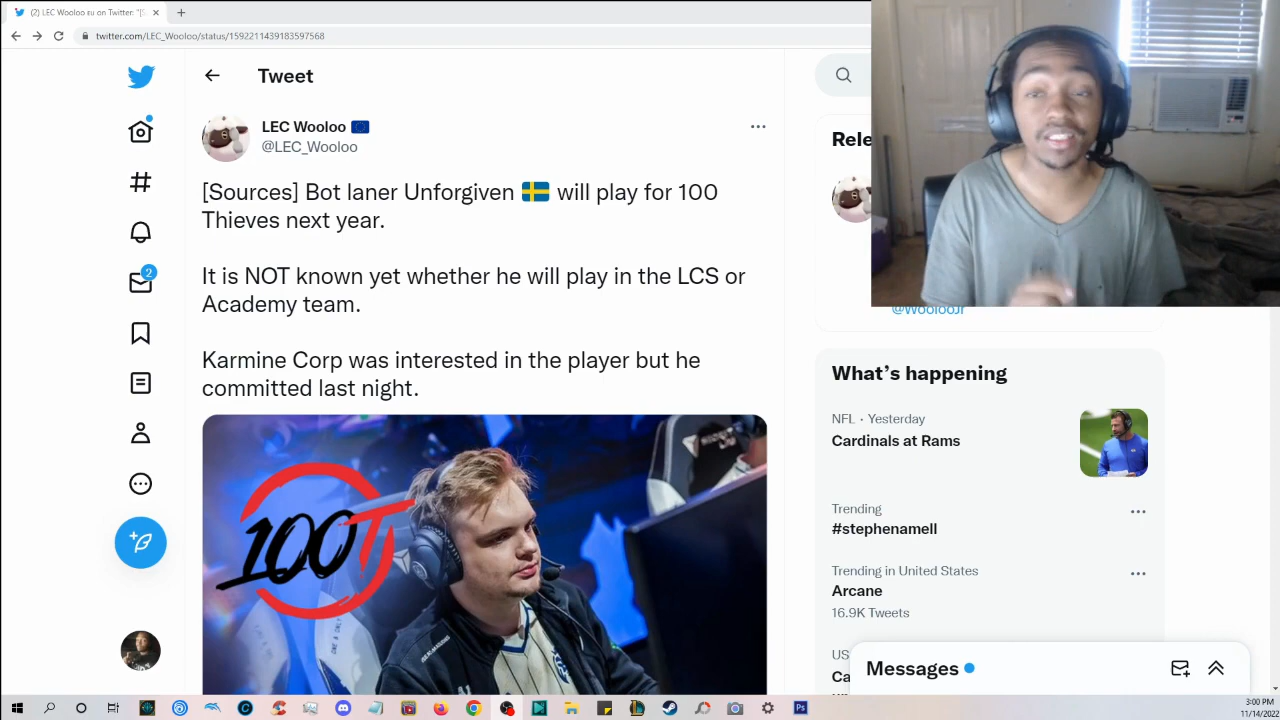 (2) LEC Wooloo EU on Twitter: "[S
twitter.com/LEC_Wooloo/status/1592211439183597568
Tweet
LEC Wooloo 🇪🇺
@LEC_Wooloo
[Sources] Bot laner Unforgiven 🇸🇪 will play for 100
Thieves next year.
It is NOT known yet whether he will play in the LCS or
Academy team.
Karmine Corp was interested in the player but he
committed last night.
100T
2
Rele
@WoolooJr
What's happening
NFL · Yesterday
Cardinals at Rams
Trending
#stephenamell
Trending in United States
Arcane
16.9K Tweets
US
Ca
Messages
3:00 PM
11/14/2022